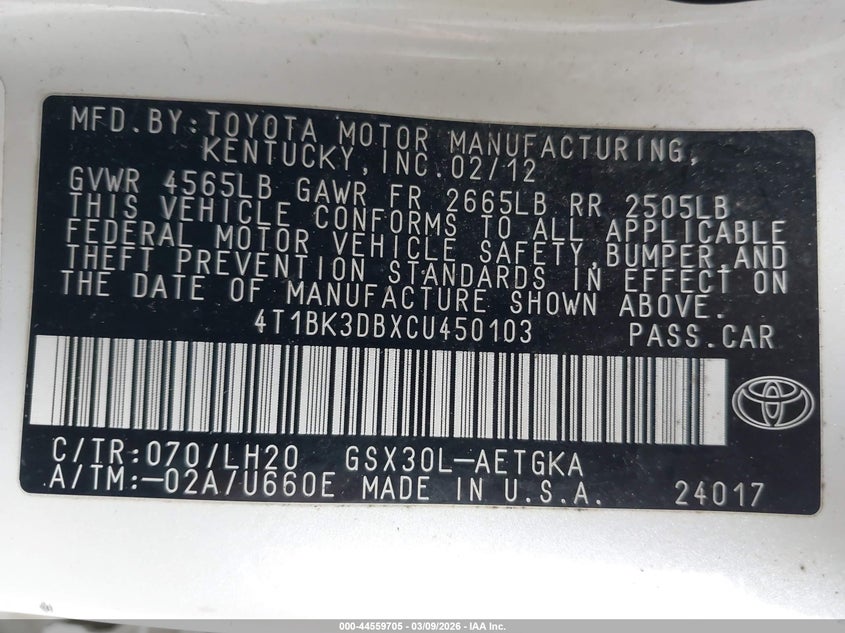 MFD.BY:TOYOTA MOTOR MANUFACTURING,
KENTUCKY,INC.02/12
GVWR 4565LB GAWR FR 2665LB RR 2505LB
THIS VEHICLE CONFORMS TO ALL APPLICABLE
FEDERAL MOTOR VEHICLE SAFETY,BUMPER,AND
THEFT PREVENTION STANDARDS IN EFFECT ON
THE DATE OF MANUFACTURE SHOWN ABOVE.
4T1BK3DBXCU450103 PASS.CAR
C/TR:070/LH20 GSX30L-AETGKA
A/TM:-02A/U660E MADE IN U.S.A. 24017
000-44559705 - 03/09/2026 - IAA Inc.